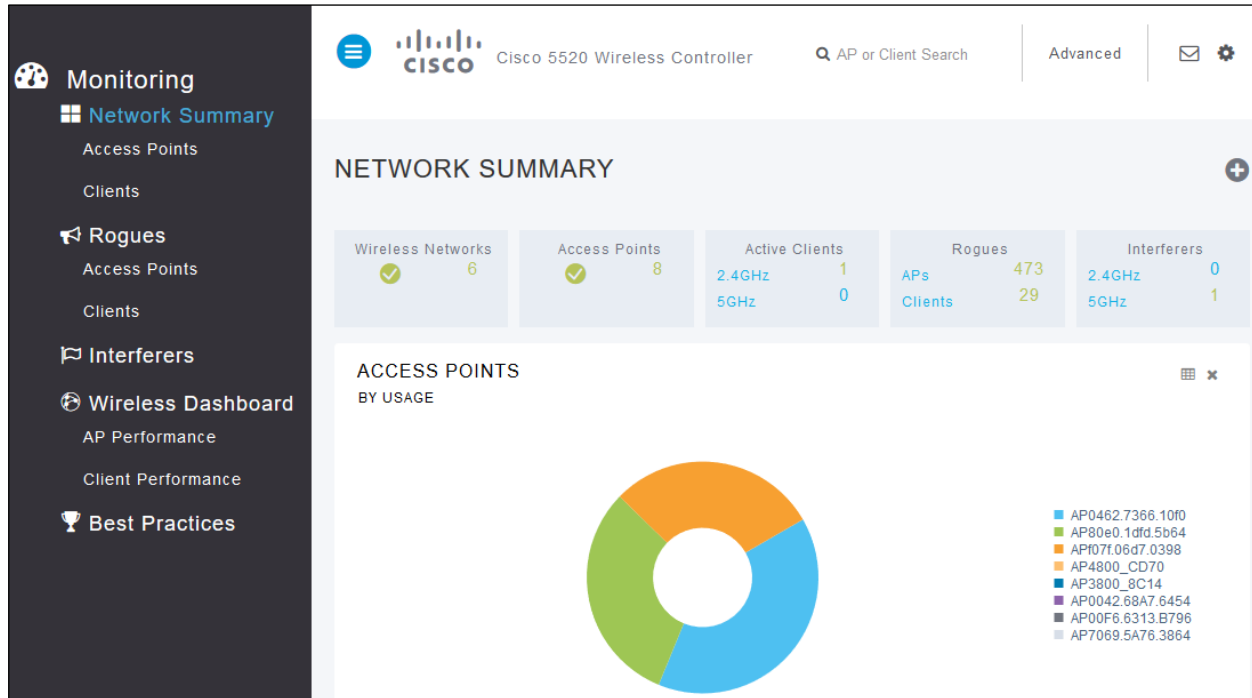 Monitoring
Network Summary
Access Points
Clients
Rogues
Access Points
Clients
Interferers
Wireless Dashboard
AP Performance
Client Performance
Best Practices
CISCO
Cisco 5520 Wireless Controller
AP or Client Search
Advanced
NETWORK SUMMARY
Wireless Networks
6
Access Points
8
Active Clients
2.4GHz 1
5GHz 0
Rogues
APs 473
Clients 29
Interferers
2.4GHz 0
5GHz 1
ACCESS POINTS
BY USAGE
AP0462.7366.10f0
AP80e0.1dfd.5b64
APf07f.06d7.0398
AP4800_CD70
AP3800_8C14
AP0042.68A7.6454
AP00F6.6313.B796
AP7069.5A76.3864